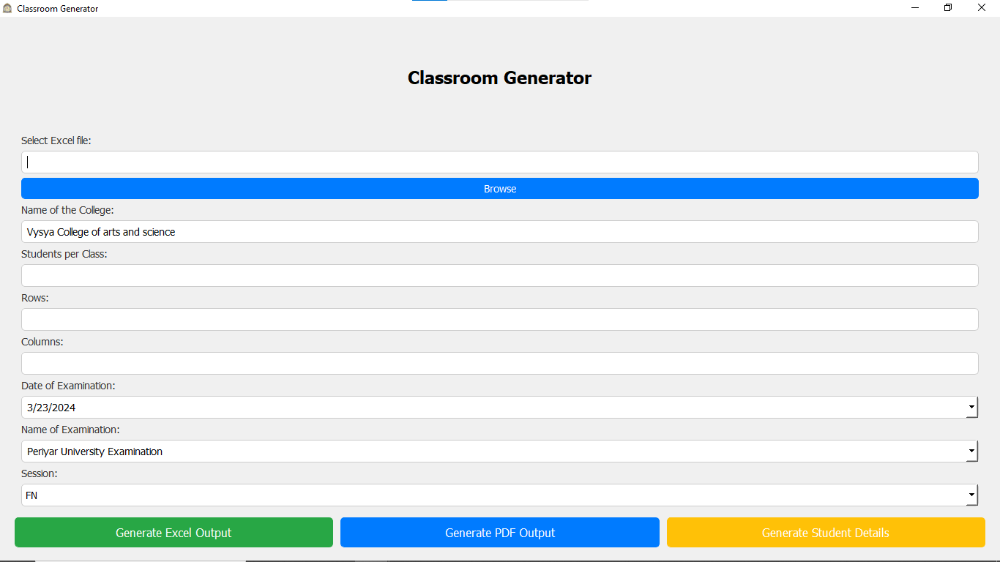 Classroom Generator
Classroom Generator
Select Excel file:
Browse
Name of the College:
Vysya College of arts and science
Students per Class:
Rows:
Columns:
Date of Examination:
3/23/2024
Name of Examination:
Periyar University Examination
Session:
FN
Generate Excel Output
Generate PDF Output
Generate Student Details